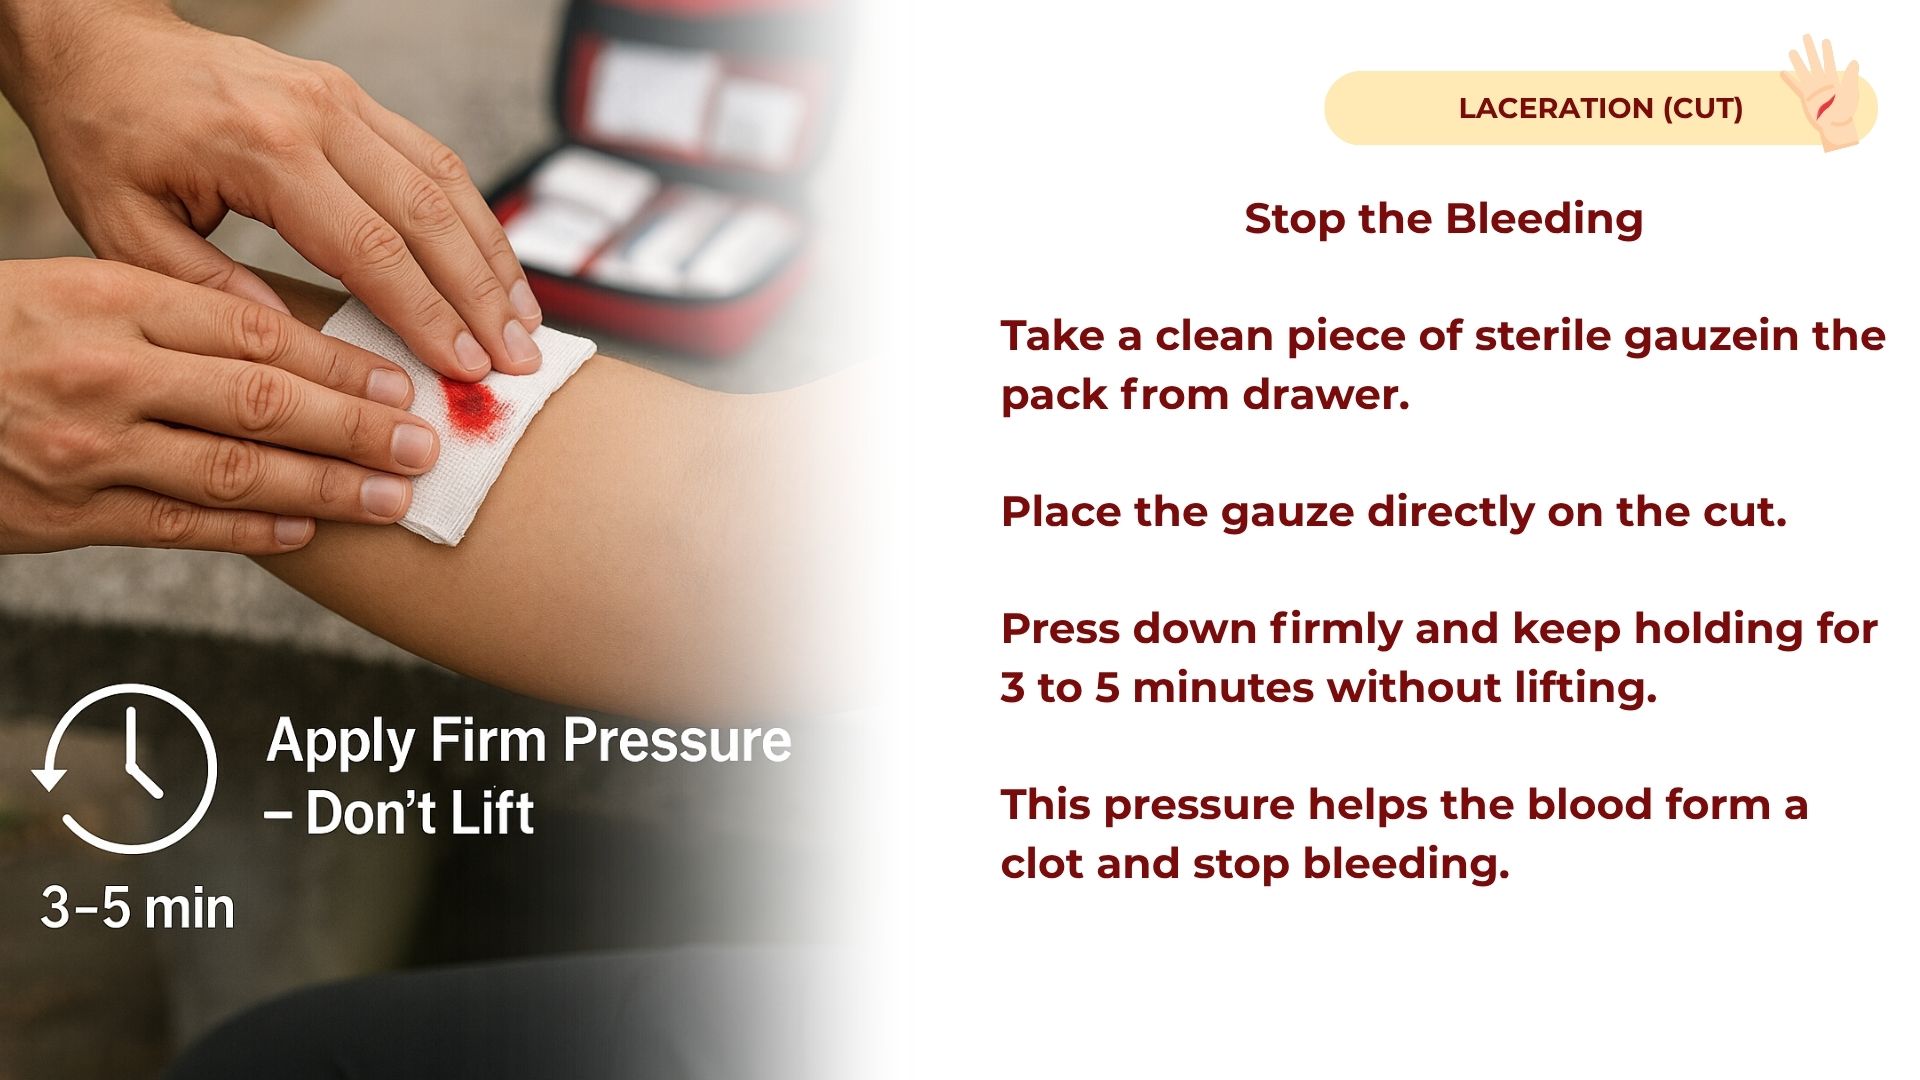 LACERATION (CUT)
Stop the Bleeding
Take a clean piece of sterile gauzein the
pack from drawer.
Place the gauze directly on the cut.
Press down firmly and keep holding for
3 to 5 minutes without lifting.
This pressure helps the blood form a
clot and stop bleeding.
Apply Firm Pressure
– Don't Lift
3–5 min